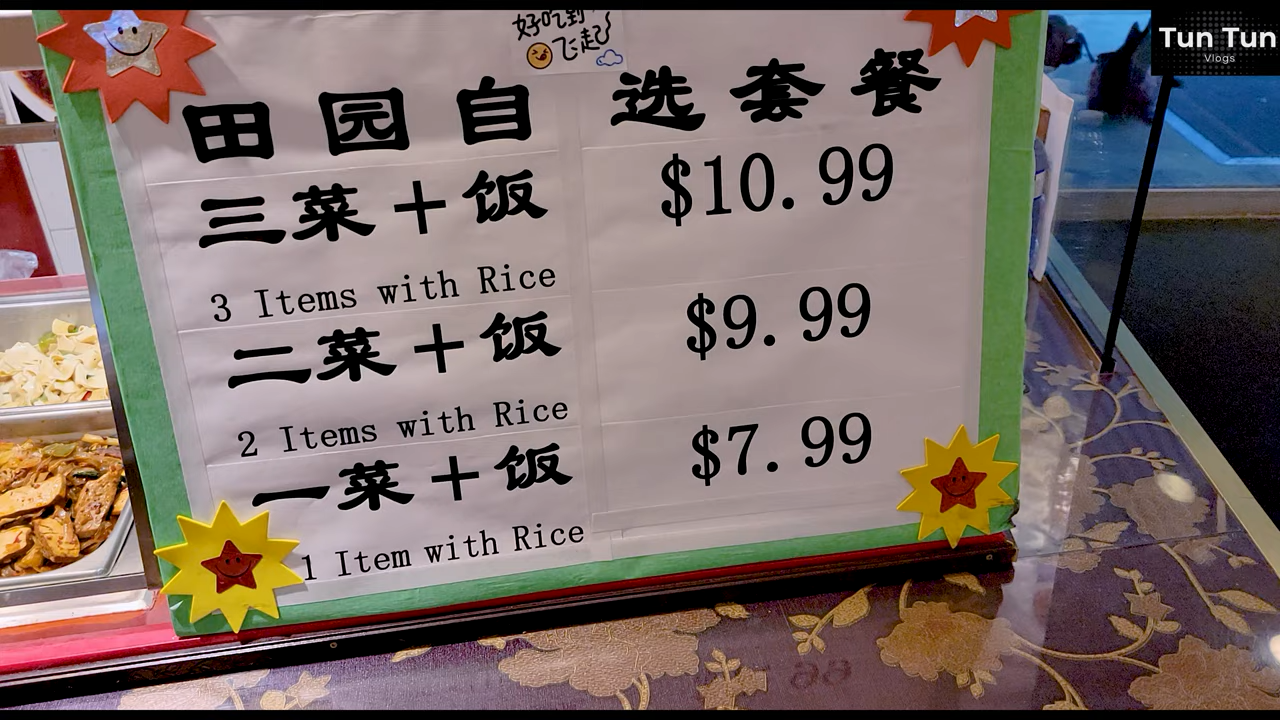 好吃到
飞起
Tun Tun
Vlogs
田园自选套餐
三菜+饭 $10.99
3 Items with Rice
二菜+饭 $9.99
2 Items with Rice
一菜+饭 $7.99
1 Item with Rice